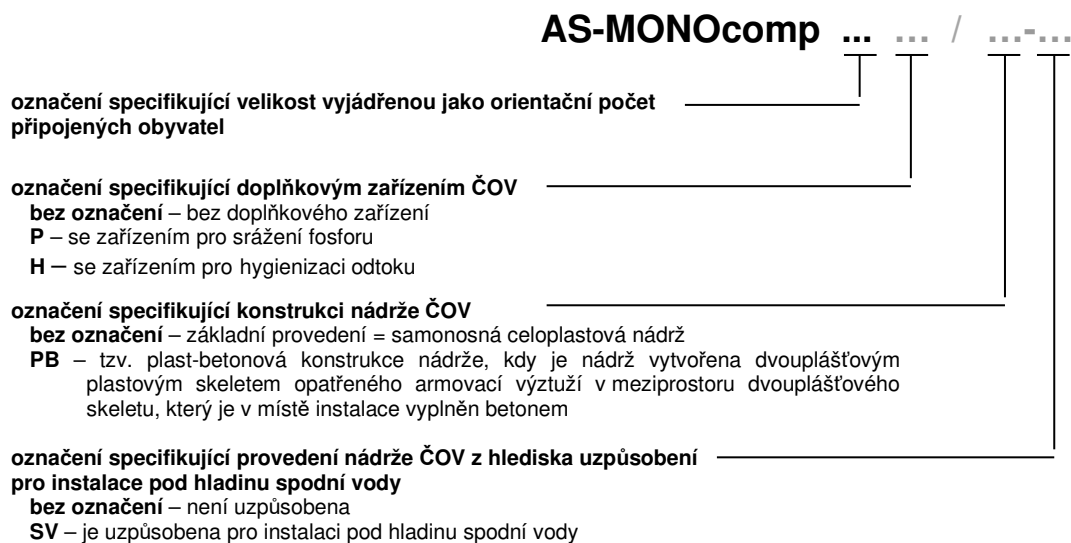 AS-MONOcomp ... ... / ...-...
označení specifikující velikost vyjádřenou jako orientační počet
připojených obyvatel
označení specifikující doplňkovým zařízením ČOV
bez označení – bez doplňkového zařízení
P – se zařízením pro srážení fosforu
H – se zařízením pro hygienizaci odtoku
označení specifikující konstrukci nádrže ČOV
bez označení – základní provedení = samonosná celoplastová nádrž
PB – tzv. plast-betonová konstrukce nádrže, kdy je nádrž vytvořena dvouplášťovým
plastovým skeletem opatřeného armovací výztuží v meziprostoru dvouplášťového
skeletu, který je v místě instalace vyplněn betonem
označení specifikující provedení nádrže ČOV z hlediska uzpůsobení
pro instalace pod hladinu spodní vody
bez označení – není uzpůsobena
SV – je uzpůsobena pro instalaci pod hladinu spodní vody